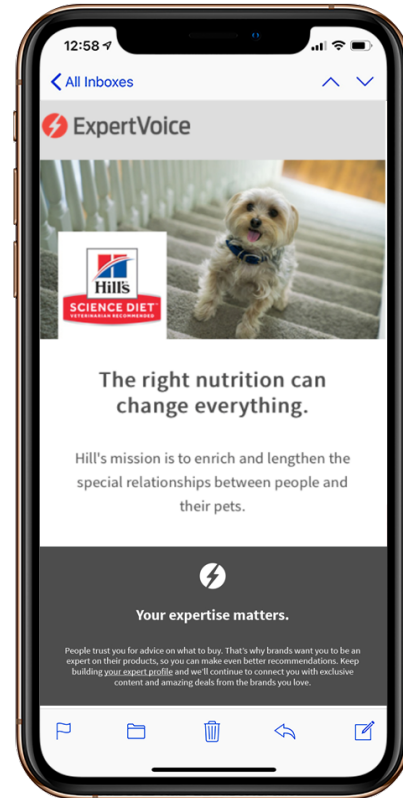 12:58
All Inboxes
ExpertVoice
Hill's
SCIENCE DIET
VETERINARIAN RECOMMENDED
The right nutrition can
change everything.
Hill's mission is to enrich and lengthen the
special relationships between people and
their pets.
Your expertise matters.
People trust you for advice on what to buy. That's why brands want you to be an
expert on their products, so you can make even better recommendations. Keep
building your expert profile and we'll continue to connect you with exclusive
content and amazing deals from the brands you love.